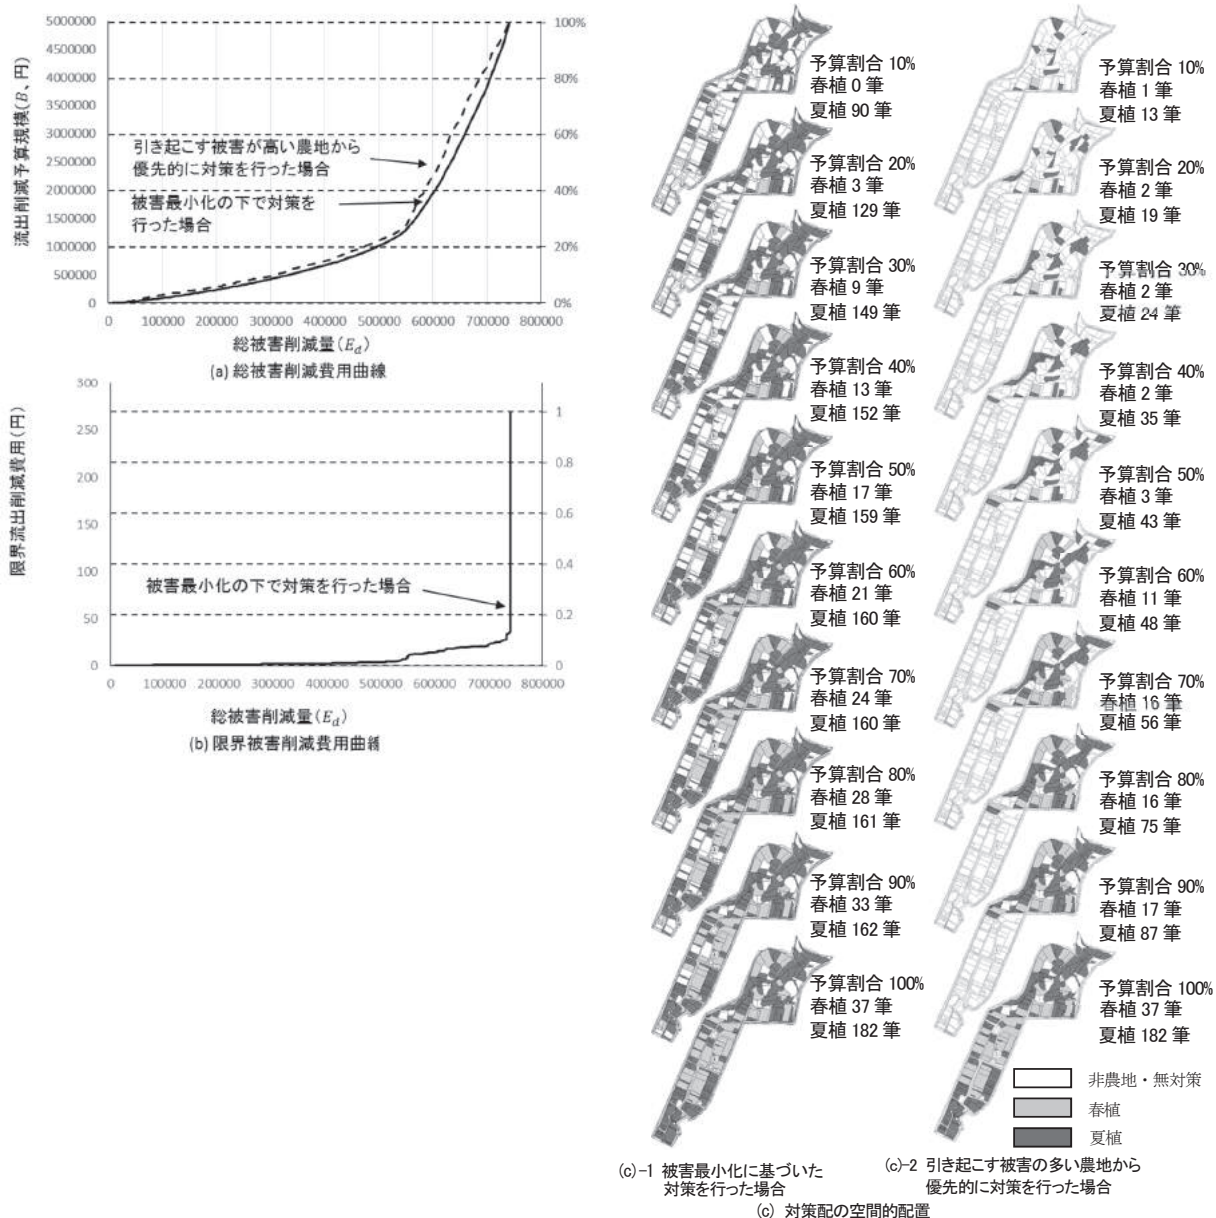 5000000
4500000
4000000
3500000
3000000
2500000
2000000
1500000
1000000
500000
0
100%
80%
60%
40%
20%
0%
流出削減予算規模(B、円)
引き起こす被害が高い農地から
優先的に対策を行った場合
被害最小化の下で対策を
行った場合
0 100000 200000 300000 400000 500000 600000 700000 800000
総被害削減量(E_d)
(a) 総被害削減費用曲線
300
250
200
150
100
50
0
1
0.8
0.6
0.4
0.2
0
限界流出削減費用(円)
被害最小化の下で対策を行った場合
0 100000 200000 300000 400000 500000 600000 700000 800000
総被害削減量(E_d)
(b) 限界被害削減費用曲線
予算割合 10%
春植 0 筆
夏植 90 筆
予算割合 20%
春植 3 筆
夏植 129 筆
予算割合 30%
春植 9 筆
夏植 149 筆
予算割合 40%
春植 13 筆
夏植 152 筆
予算割合 50%
春植 17 筆
夏植 159 筆
予算割合 60%
春植 21 筆
夏植 160 筆
予算割合 70%
春植 24 筆
夏植 160 筆
予算割合 80%
春植 28 筆
夏植 161 筆
予算割合 90%
春植 33 筆
夏植 162 筆
予算割合 100%
春植 37 筆
夏植 182 筆
(c)-1 被害最小化に基づいた
対策を行った場合
予算割合 10%
春植 1 筆
夏植 13 筆
予算割合 20%
春植 2 筆
夏植 19 筆
予算割合 30%
春植 2 筆
夏植 24 筆
予算割合 40%
春植 2 筆
夏植 35 筆
予算割合 50%
春植 3 筆
夏植 43 筆
予算割合 60%
春植 11 筆
夏植 48 筆
予算割合 70%
春植 16 筆
夏植 56 筆
予算割合 80%
春植 16 筆
夏植 75 筆
予算割合 90%
春植 17 筆
夏植 87 筆
予算割合 100%
春植 37 筆
夏植 182 筆
非農地・無対策
春植
夏植
(c)-2 引き起こす被害の多い農地から
優先的に対策を行った場合
(c) 対策配の空間的配置